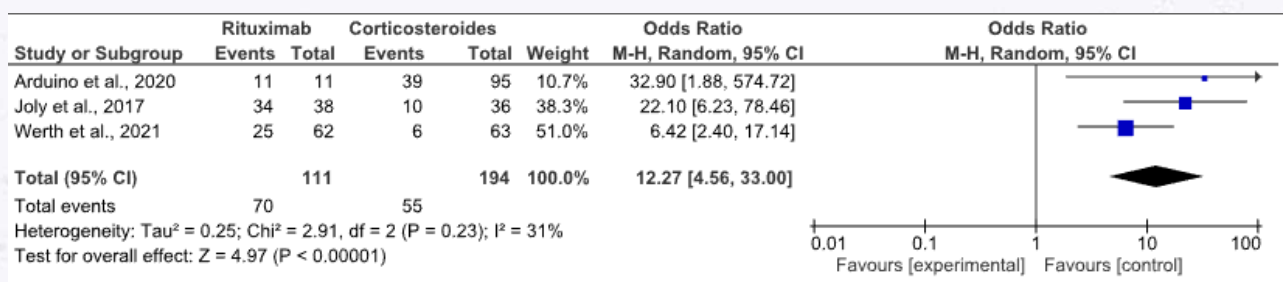 Rituximab Corticosteroides Odds Ratio Odds Ratio
Study or Subgroup Events Total Events Total Weight M-H, Random, 95% CI M-H, Random, 95% CI
Arduino et al., 2020 11 11 39 95 10.7% 32.90 [1.88, 574.72]
Joly et al., 2017 34 38 10 36 38.3% 22.10 [6.23, 78.46]
Werth et al., 2021 25 62 6 63 51.0% 6.42 [2.40, 17.14]
Total (95% CI) 111 194 100.0% 12.27 [4.56, 33.00]
Total events 70 55
Heterogeneity: Tau² = 0.25; Chi² = 2.91, df = 2 (P = 0.23); I² = 31%
Test for overall effect: Z = 4.97 (P < 0.00001)
0.01 0.1 1 10 100
Favours [experimental] Favours [control]